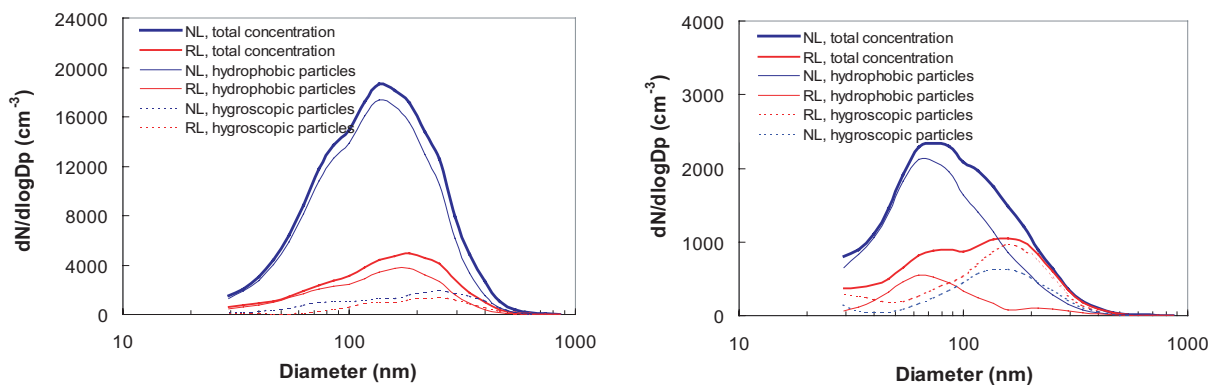 24000
20000
16000
12000
8000
4000
0
dN/dlogDp (cm⁻³)
NL, total concentration
RL, total concentration
NL, hydrophobic particles
RL, hydrophobic particles
NL, hygroscopic particles
RL, hygroscopic particles
10
100
1000
Diameter (nm)
4000
3000
2000
1000
0
dN/dlogDp (cm⁻³)
NL, total concentration
RL, total concentration
NL, hydrophobic particles
RL, hydrophobic particles
RL, hygroscopic particles
NL, hygroscopic particles
10
100
1000
Diameter (nm)